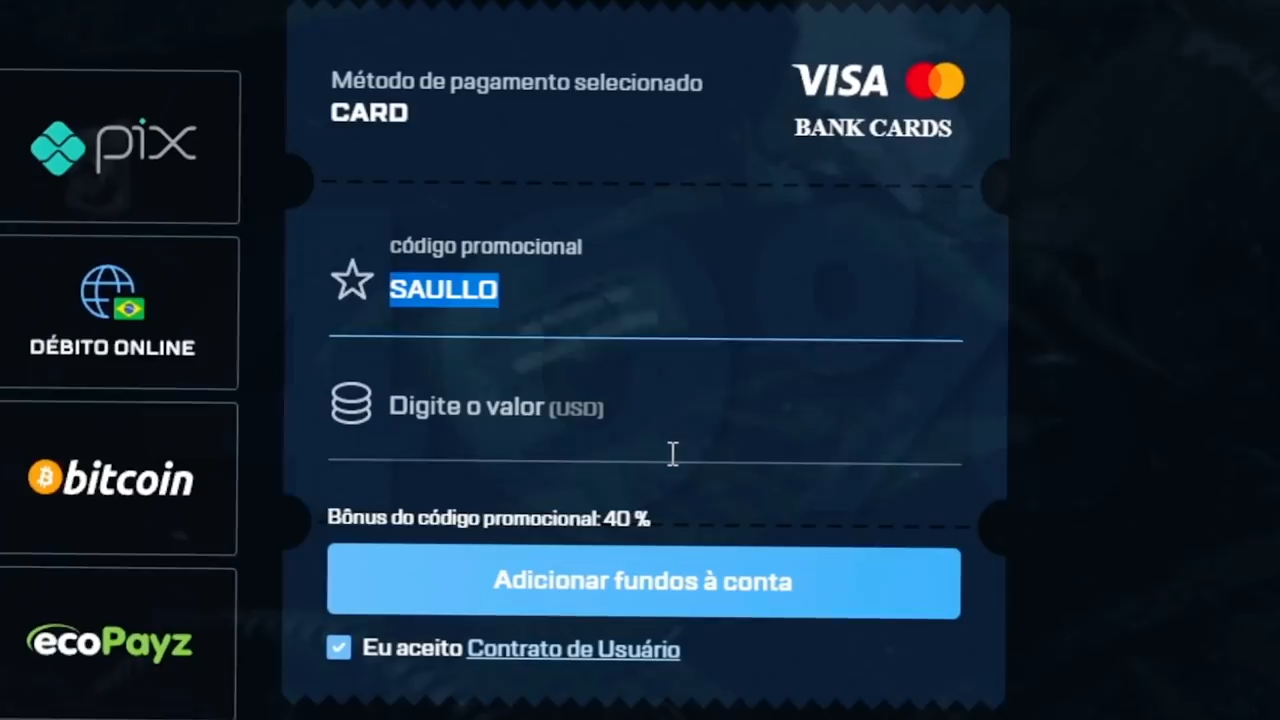 pix
DÉBITO ONLINE
bitcoin
ecoPayz
Método de pagamento selecionado
CARD
VISA
BANK CARDS
código promocional
SAULLO
Digite o valor (USD)
Bônus do código promocional: 40 %
Adicionar fundos à conta
Eu aceito Contrato de Usuário